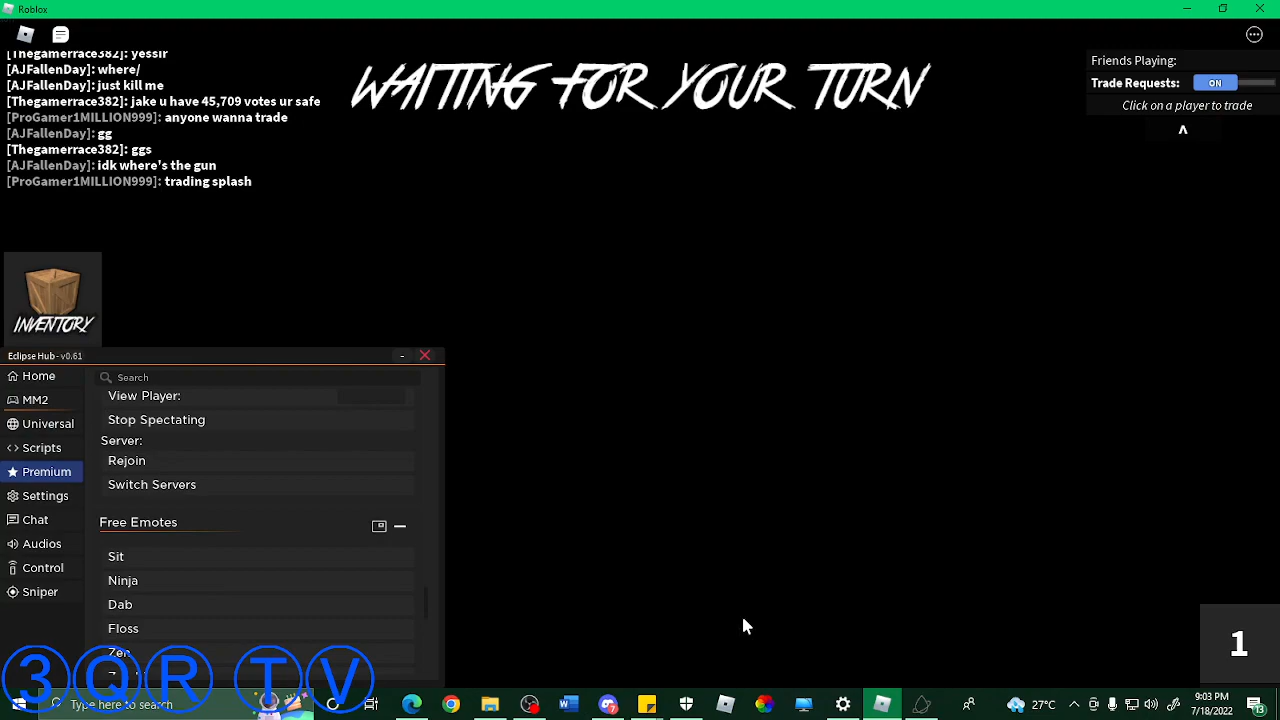 Roblox
[Thegamerrace382]: yessir
[AJFallenDay]: where/
[AJFallenDay]: just kill me
[Thegamerrace382]: jake u have 45,709 votes ur safe
[ProGamer1MILLION999]: anyone wanna trade
[AJFallenDay]: gg
[Thegamerrace382]: ggs
[AJFallenDay]: idk where's the gun
[ProGamer1MILLION999]: trading splash
WAITING FOR YOUR TURN
Friends Playing:
Trade Requests: ON
Click on a player to trade
INVENTORY
Eclipse Hub - v0.61
Home
MM2
Universal
Scripts
Premium
Settings
Chat
Audios
Control
Sniper
Search
View Player:
Stop Spectating
Server:
Rejoin
Switch Servers
Free Emotes
Sit
Ninja
Dab
Floss
Zen
1
3QR TV
Type here to search
27°C
9:03 PM
7/18/2022
13